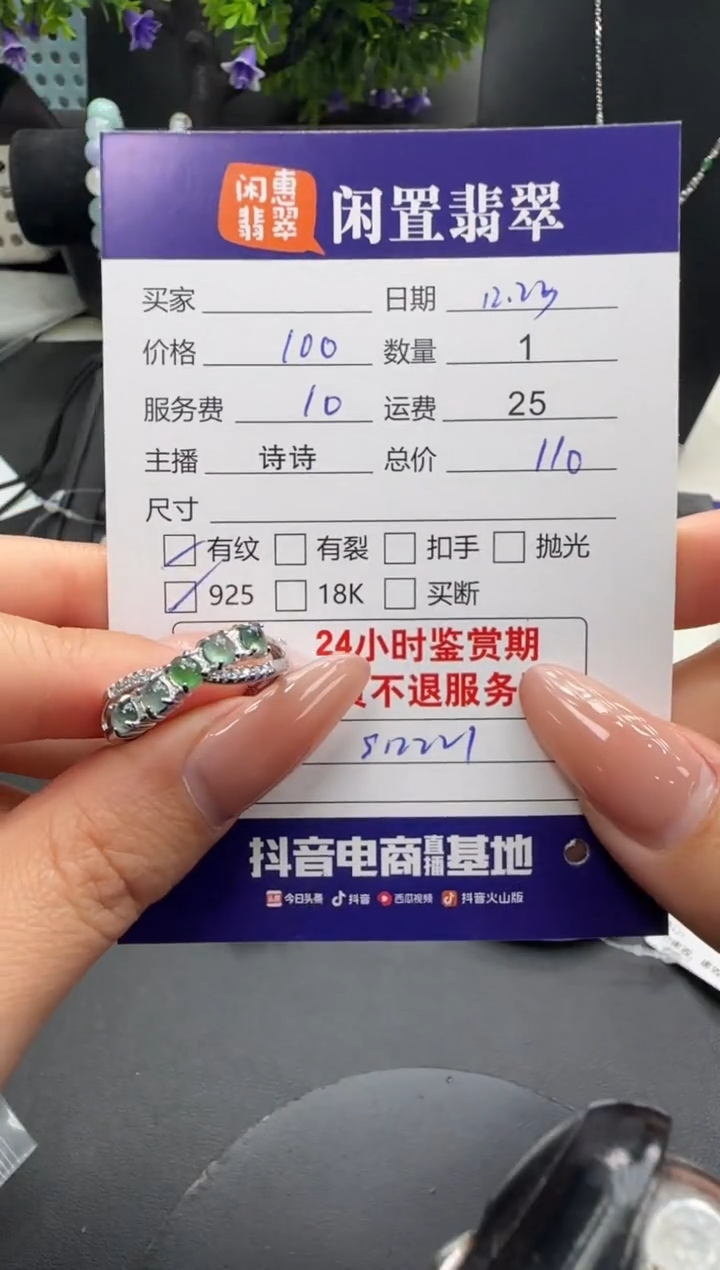 闲惠翡翠 闲置翡翠
买家 日期 12.23
价格 100 数量 1
服务费 10 运费 25
主播 诗诗 总价 110
尺寸
有纹 有裂 扣手 抛光
925 18K 买断
24小时鉴赏期
不退服务
S12221
抖音电商直播基地
今日头条 抖音 西瓜视频 抖音火山版